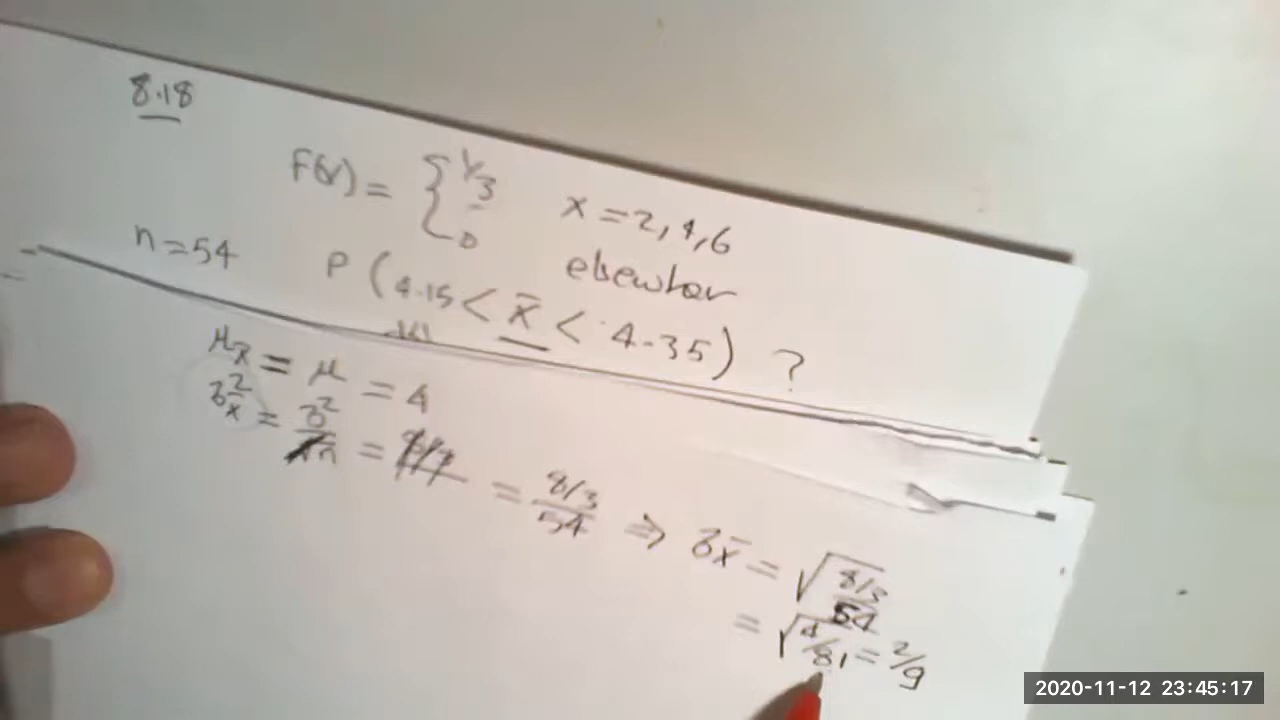 8.18
F(x) = { 1/3 x = 2, 4, 6
0 elsewher
n = 54 P ( 4.15 < x̄ < 4.35 ) ?
μx̄ = μ = 4
σ²x̄ = σ²/n = = 8/3 / 54 ⇒ σx̄ = √(8/3 / 54)
= √(4/81) = 2/9
2020-11-12 23:45:17